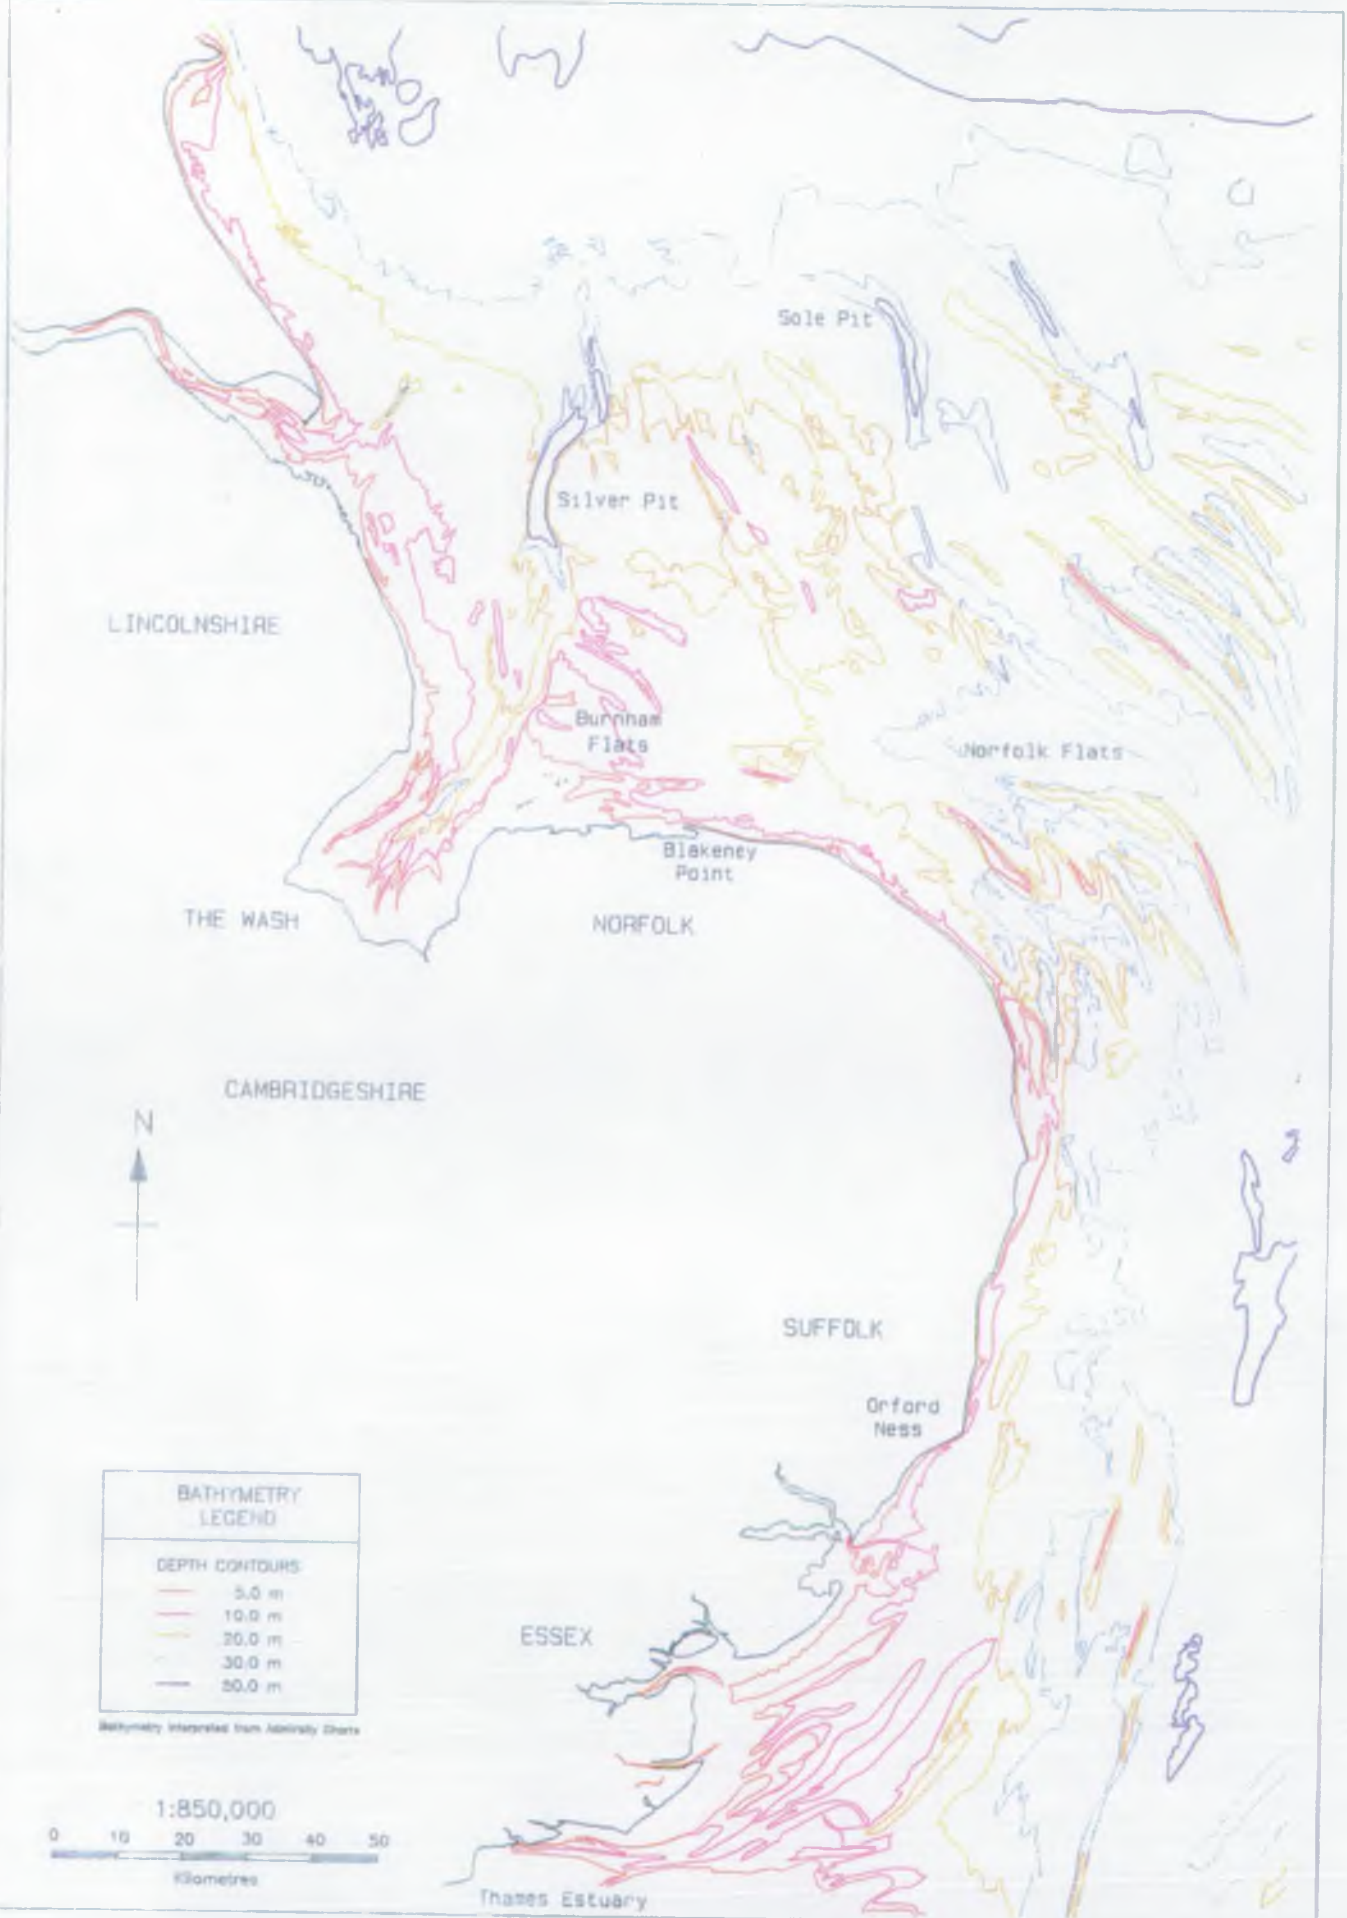 Sole Pit
Silver Pit
LINCOLNSHIRE
Burnham
Flats
Norfolk Flats
Blakeney
Point
THE WASH
NORFOLK
CAMBRIDGESHIRE
N
SUFFOLK
Orford
Ness
BATHYMETRY
LEGEND
DEPTH CONTOURS
5.0 m
10.0 m
20.0 m
30.0 m
50.0 m
Bathymetry interpreted from Admiralty Charts
ESSEX
1:850,000
0 10 20 30 40 50
Kilometres
Thames Estuary